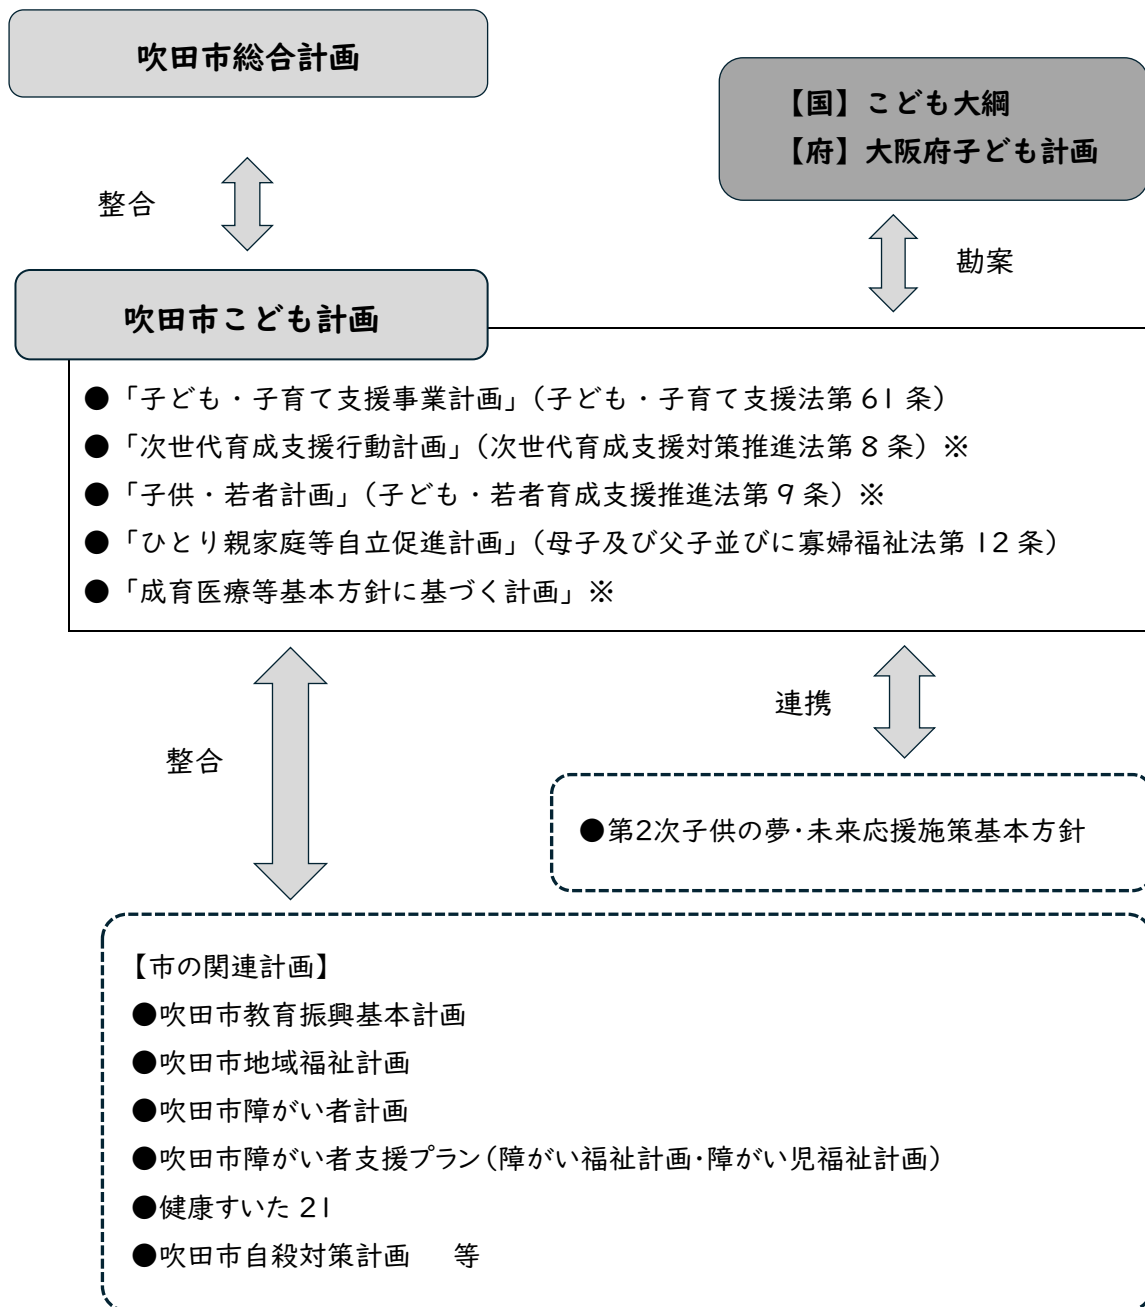 吹田市総合計画
【国】こども大綱
【府】大阪府子ども計画
整合
勘案
吹田市こども計画
●「子ども・子育て支援事業計画」（子ども・子育て支援法第 61 条）
●「次世代育成支援行動計画」（次世代育成支援対策推進法第 8 条）※
●「子供・若者計画」（子ども・若者育成支援推進法第 9 条）※
●「ひとり親家庭等自立促進計画」（母子及び父子並びに寡婦福祉法第 12 条）
●「成育医療等基本方針に基づく計画」※
連携
整合
●第2次子供の夢・未来応援施策基本方針
【市の関連計画】
●吹田市教育振興基本計画
●吹田市地域福祉計画
●吹田市障がい者計画
●吹田市障がい者支援プラン（障がい福祉計画・障がい児福祉計画）
●健康すいた 21
●吹田市自殺対策計画　等